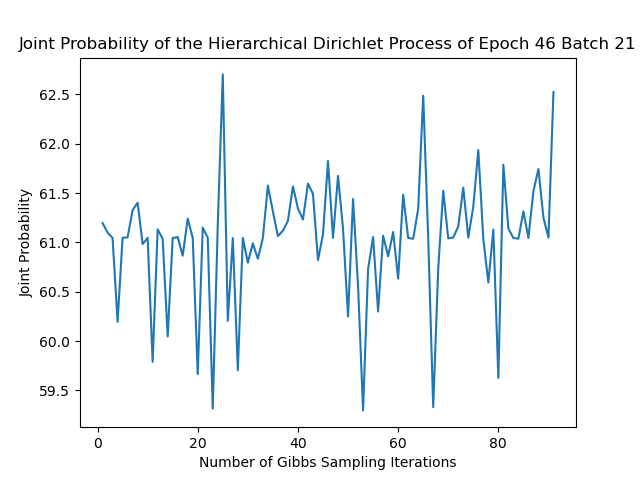 Joint Probability of the Hierarchical Dirichlet Process of Epoch 46 Batch 21
62.5
62.0
61.5
61.0
60.5
60.0
59.5
Joint Probability
0 20 40 60 80
Number of Gibbs Sampling Iterations